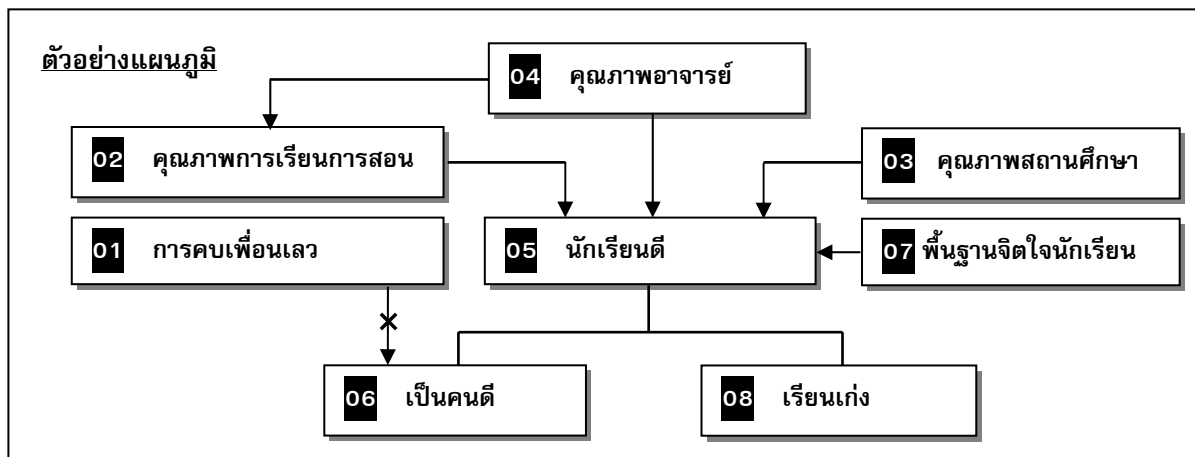 ตัวอย่างแผนภูมิ
04 คุณภาพอาจารย์
02 คุณภาพการเรียนการสอน
03 คุณภาพสถานศึกษา
01 การคบเพื่อนเลว
05 นักเรียนดี
07 พื้นฐานจิตใจนักเรียน
06 เป็นคนดี
08 เรียนเก่ง